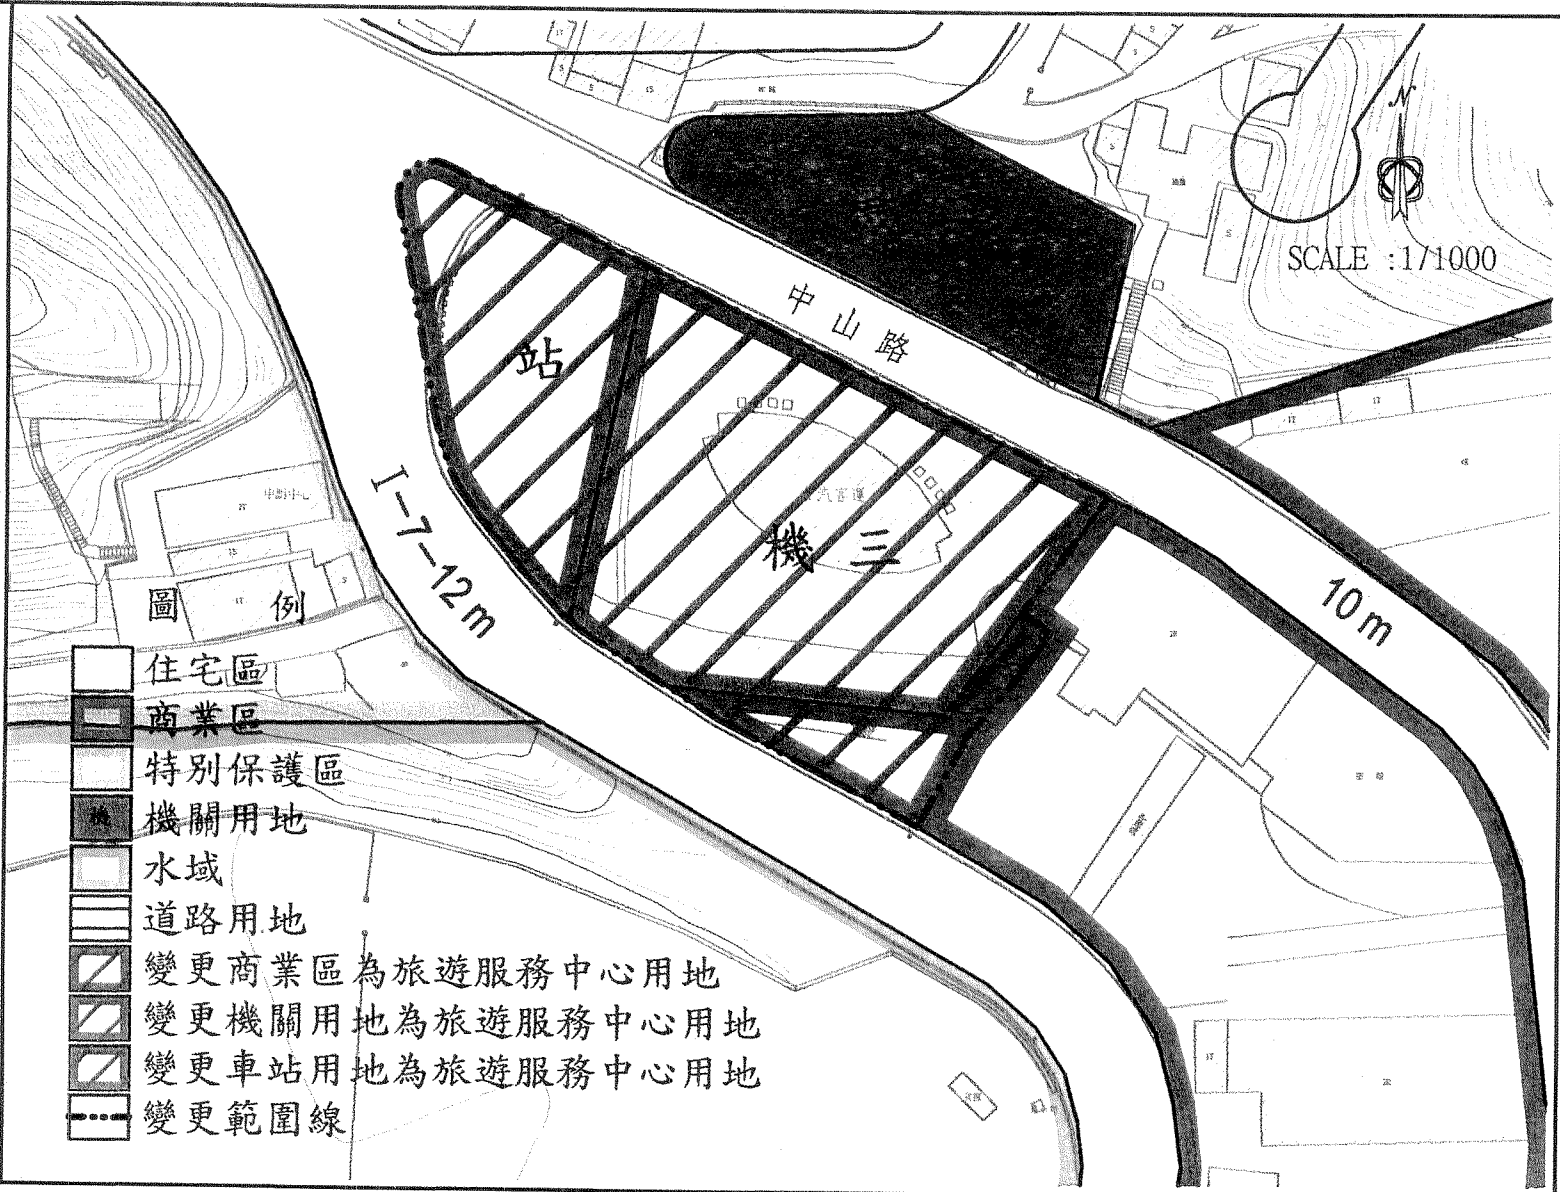 N
SCALE :1/1000
中山路
站
機三
I-7-12m
10m
圖例
住宅區
商業區
特別保護區
機 機關用地
水域
道路用地
變更商業區為旅遊服務中心用地
變更機關用地為旅遊服務中心用地
變更車站用地為旅遊服務中心用地
變更範圍線